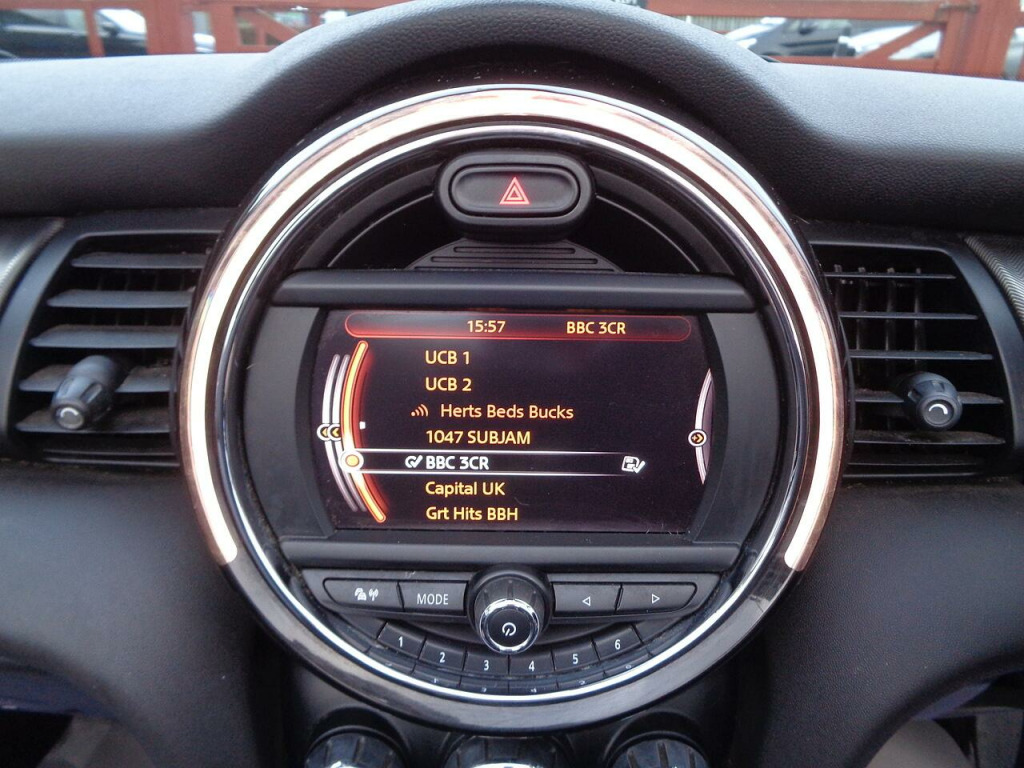 15:57 BBC 3CR
UCB 1
UCB 2
Herts Beds Bucks
1047 SUBJAM
BBC 3CR
Capital UK
Grt Hits BBH
MODE
1 2 3 4 5 6